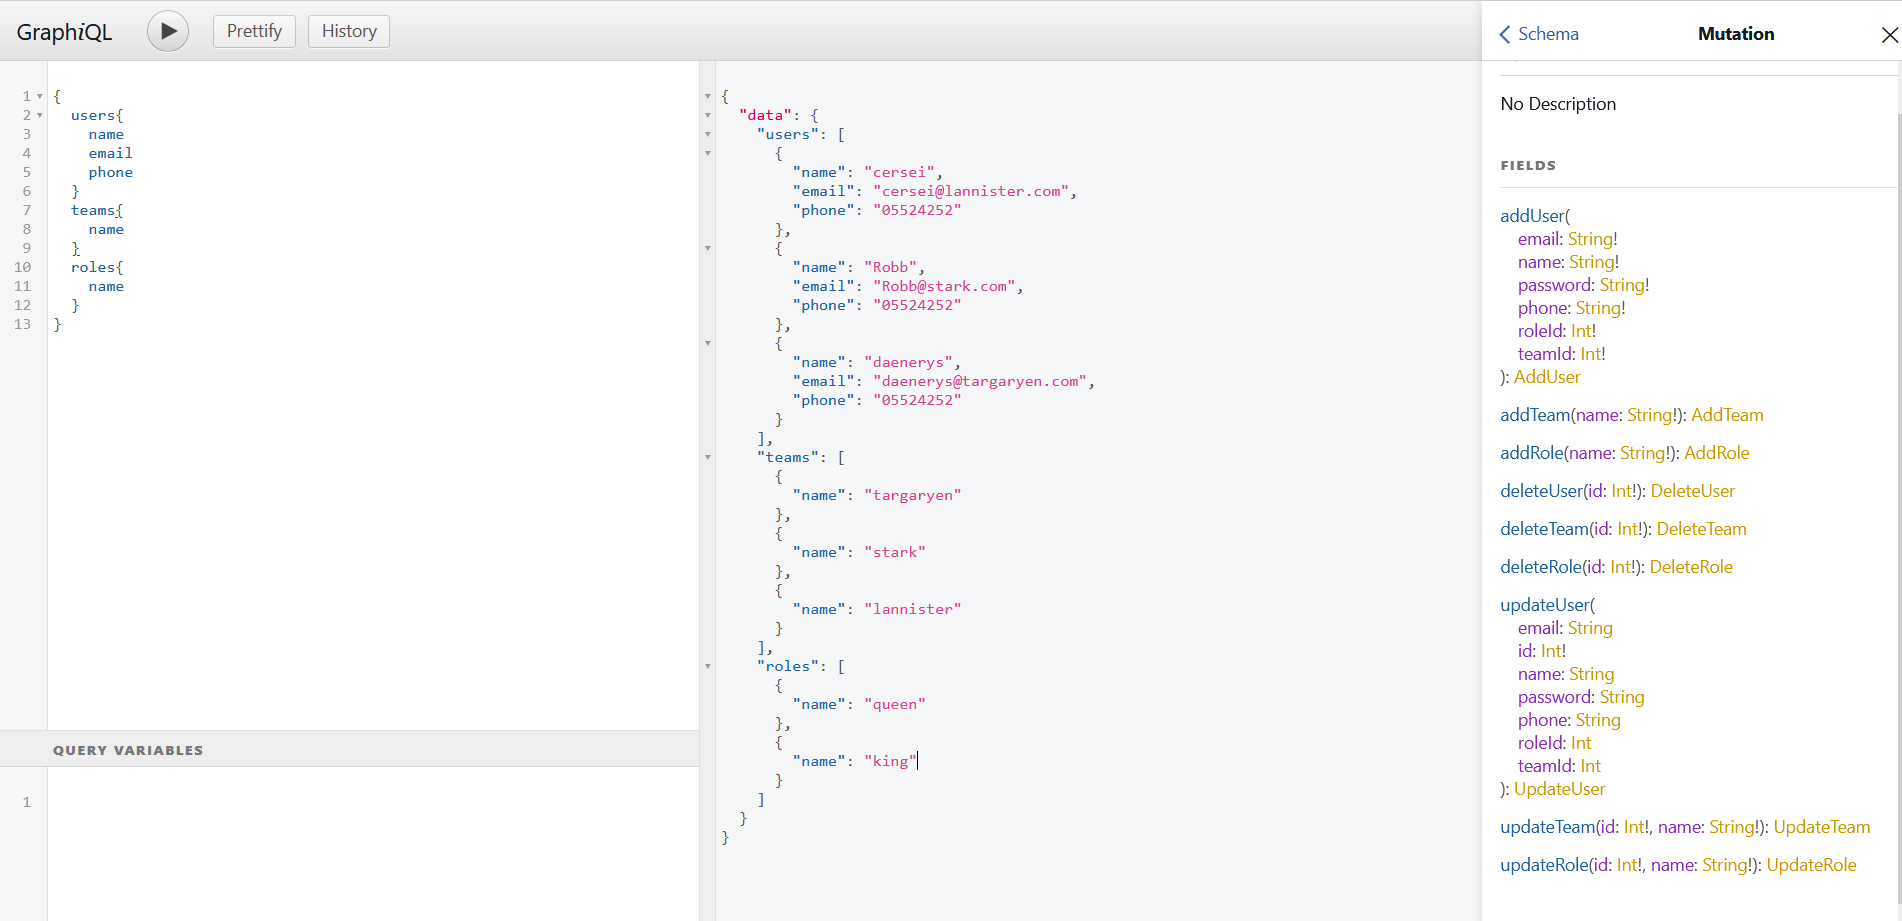 GraphiQL
Prettify
History
1 {
2 users{
3 name
4 email
5 phone
6 }
7 teams{
8 name
9 }
10 roles{
11 name
12 }
13 }
QUERY VARIABLES
1
{
"data": {
"users": [
{
"name": "cersei",
"email": "cersei@lannister.com",
"phone": "05524252"
},
{
"name": "Robb",
"email": "Robb@stark.com",
"phone": "05524252"
},
{
"name": "daenerys",
"email": "daenerys@targaryen.com",
"phone": "05524252"
}
],
"teams": [
{
"name": "targaryen"
},
{
"name": "stark"
},
{
"name": "lannister"
}
],
"roles": [
{
"name": "queen"
},
{
"name": "king"
}
]
}
}
Schema
Mutation
No Description
FIELDS
addUser(
email: String!
name: String!
password: String!
phone: String!
roleId: Int!
teamId: Int!
): AddUser
addTeam(name: String!): AddTeam
addRole(name: String!): AddRole
deleteUser(id: Int!): DeleteUser
deleteTeam(id: Int!): DeleteTeam
deleteRole(id: Int!): DeleteRole
updateUser(
email: String
id: Int!
name: String
password: String
phone: String
roleId: Int
teamId: Int
): UpdateUser
updateTeam(id: Int!, name: String!): UpdateTeam
updateRole(id: Int!, name: String!): UpdateRole